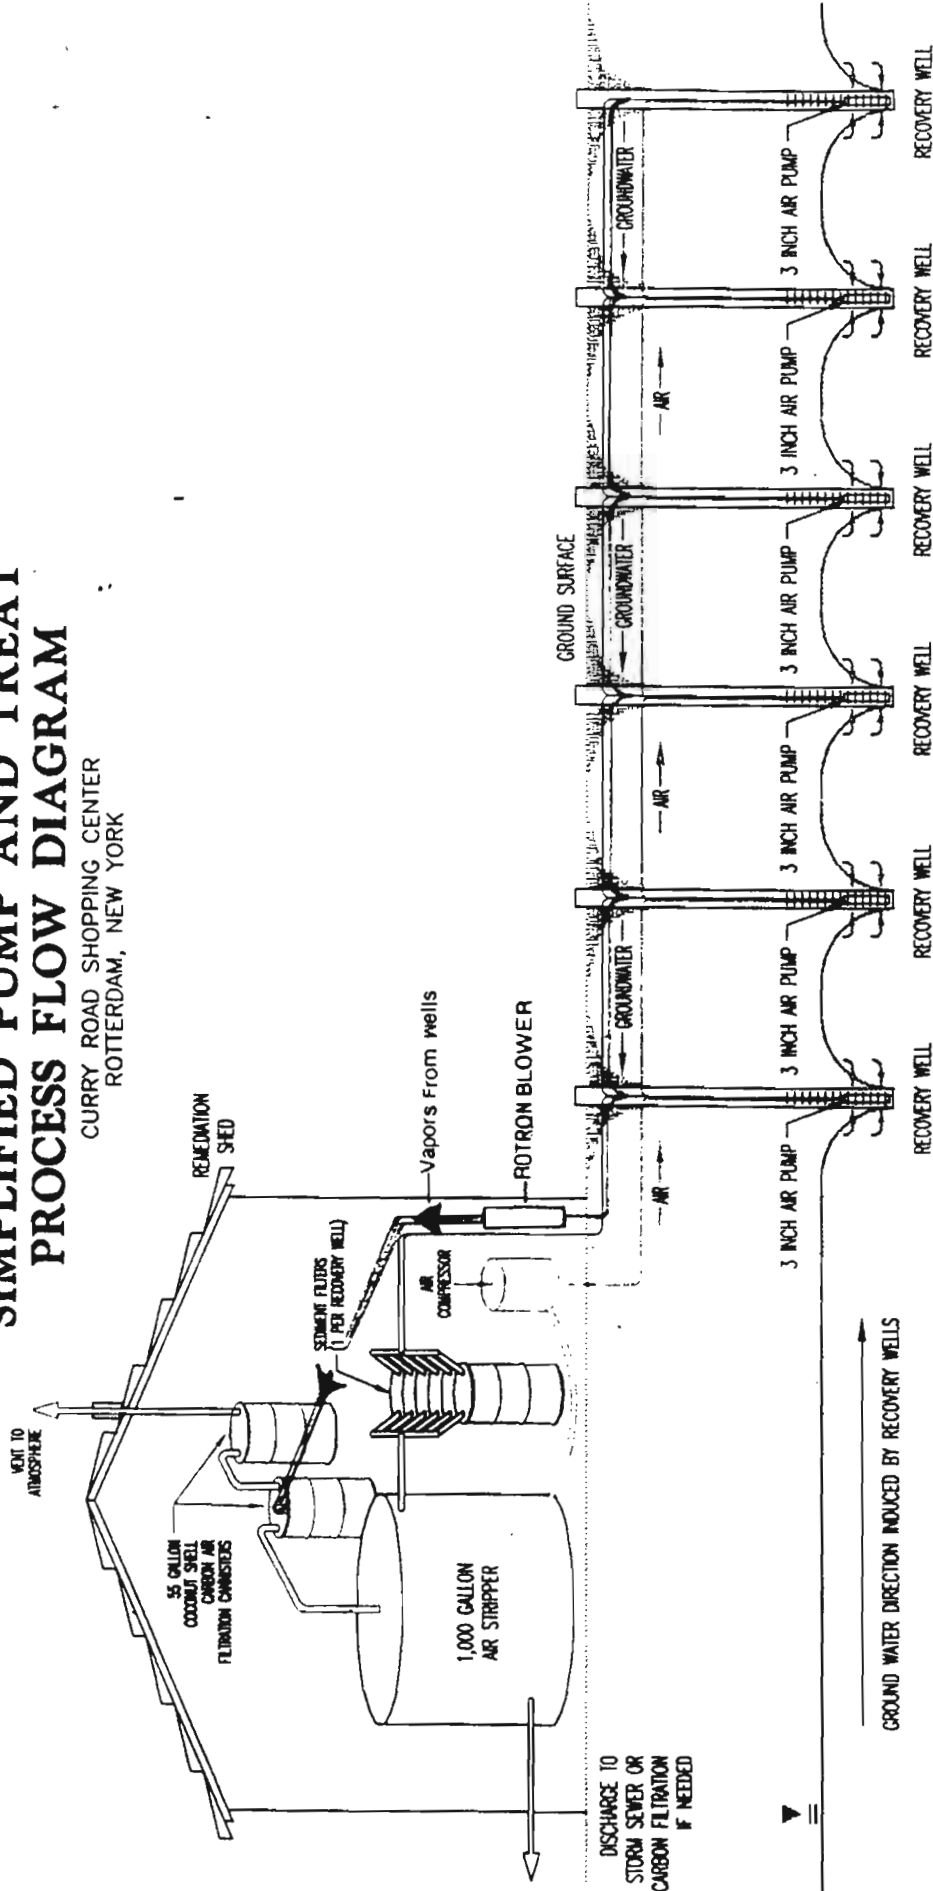 SIMPLIFIED PUMP AND TREAT
PROCESS FLOW DIAGRAM
CURRY ROAD SHOPPING CENTER
ROTTERDAM, NEW YORK
VENT TO
ATMOSPHERE
REMEDIATION
SHED
55 GALLON
COCONUT SHELL
CARBON AIR
FILTRATION CANNISTERS
SEDIMENT FILTERS
(1 PER RECOVERY WELL)
Vapors From wells
AIR
COMPRESSOR
ROTRON BLOWER
1,000 GALLON
AIR STRIPPER
GROUND SURFACE
DISCHARGE TO
STORM SEWER OR
CARBON FILTRATION
IF NEEDED
GROUNDWATER
GROUNDWATER
GROUNDWATER
AIR
AIR
AIR
3 INCH AIR PUMP
3 INCH AIR PUMP
3 INCH AIR PUMP
3 INCH AIR PUMP
3 INCH AIR PUMP
3 INCH AIR PUMP
GROUND WATER DIRECTION INDUCED BY RECOVERY WELLS
RECOVERY WELL
RECOVERY WELL
RECOVERY WELL
RECOVERY WELL
RECOVERY WELL
RECOVERY WELL